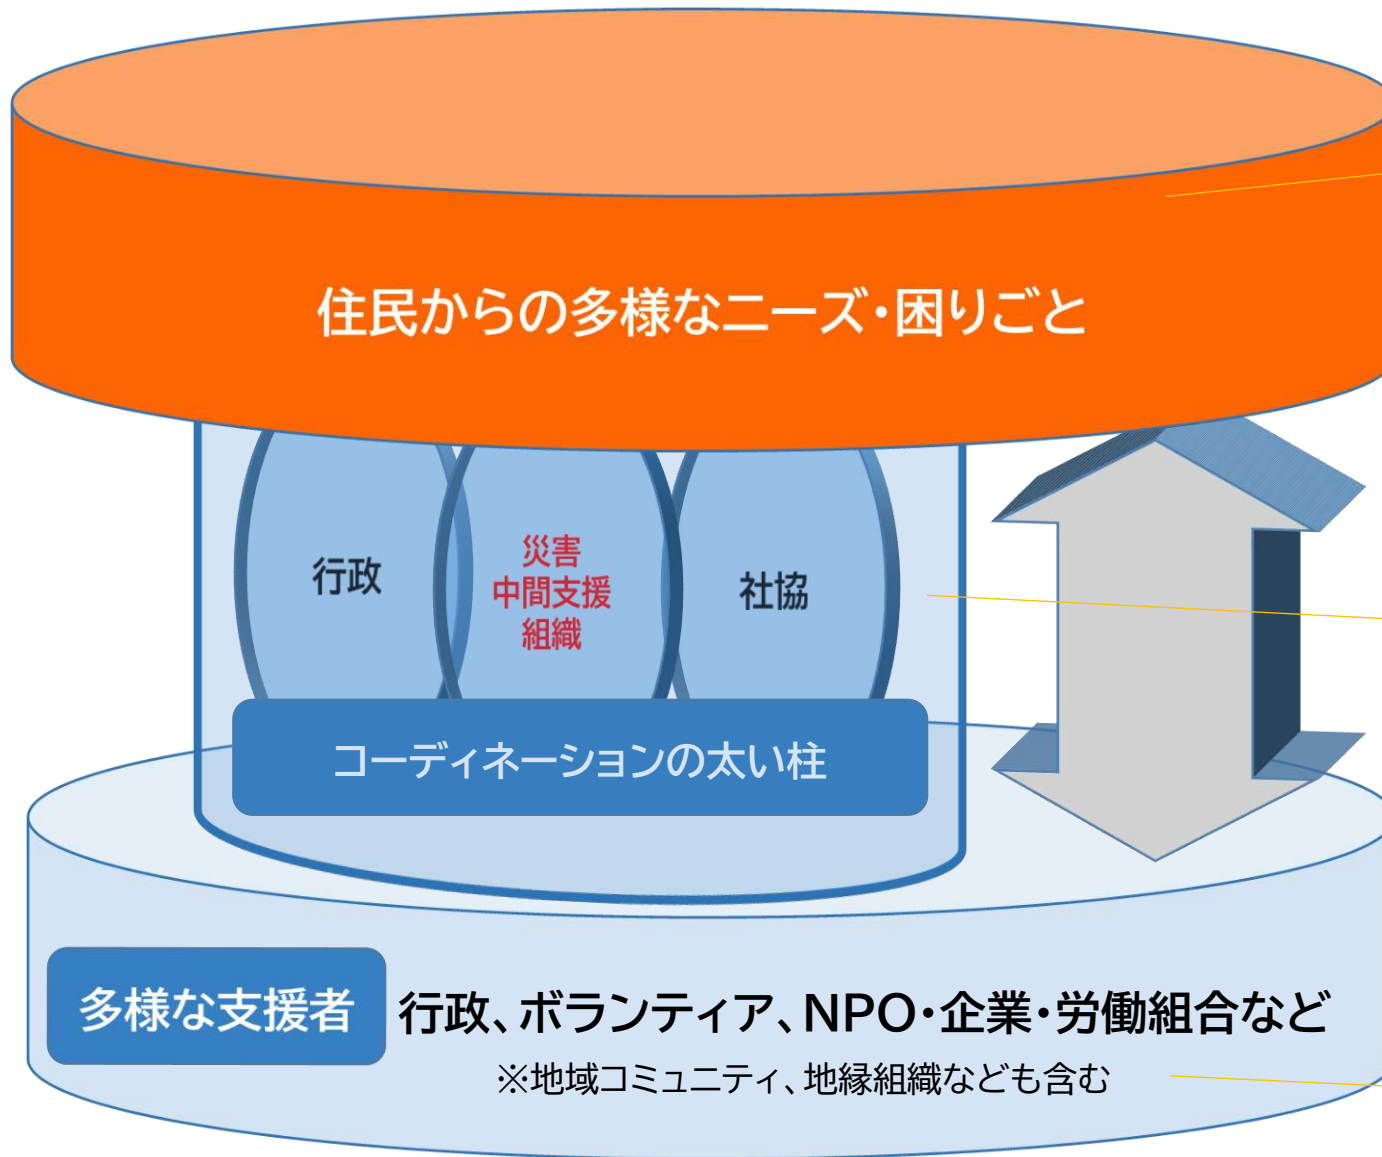 住民からの多様なニーズ・困りごと
行政
災害
中間支援
組織
社協
コーディネーションの太い柱
多様な支援者
行政、ボランティア、NPO・企業・労働組合など
※地域コミュニティ、地縁組織なども含む